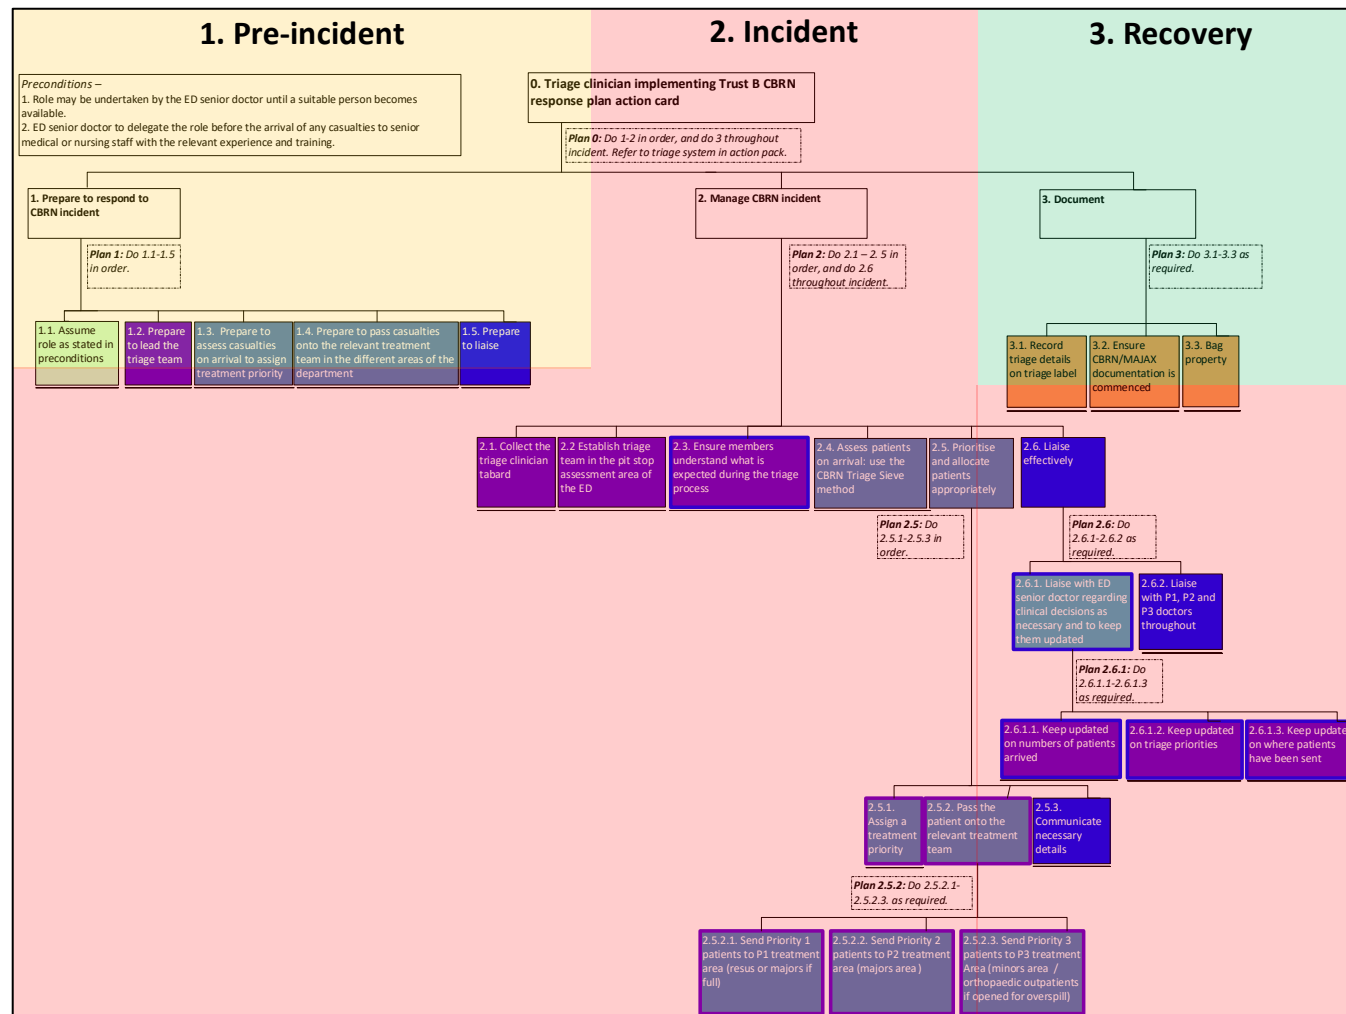 1. Pre-incident
2. Incident
3. Recovery
Preconditions –
1. Role may be undertaken by the ED senior doctor until a suitable person becomes
available.
2. ED senior doctor to delegate the role before the arrival of any casualties to senior
medical or nursing staff with the relevant experience and training.
0. Triage clinician implementing Trust B CBRN
response plan action card
Plan 0: Do 1-2 in order, and do 3 throughout
incident. Refer to triage system in action pack.
1. Prepare to respond to
CBRN incident
2. Manage CBRN incident
3. Document
Plan 1: Do 1.1-1.5
in order.
Plan 2: Do 2.1 – 2. 5 in
order, and do 2.6
throughout incident.
Plan 3: Do 3.1-3.3 as
required.
1.1. Assume
role as stated in
preconditions
1.2. Prepare
to lead the
triage team
1.3. Prepare to
assess casualties
on arrival to assign
treatment priority
1.4. Prepare to pass casualties
onto the relevant treatment
team in the different areas of the
department
1.5. Prepare
to liaise
3.1. Record
triage details
on triage label
3.2. Ensure
CBRN/MAJAX
documentation is
commenced
3.3. Bag
property
2.1. Collect the
triage clinician
tabard
2.2 Establish triage
team in the pit stop
assessment area of
the ED
2.3. Ensure members
understand what is
expected during the triage
process
2.4. Assess patients
on arrival: use the
CBRN Triage Sieve
method
2.5. Prioritise
and allocate
patients
appropriately
2.6. Liaise
effectively
Plan 2.5: Do
2.5.1-2.5.3 in
order.
Plan 2.6: Do
2.6.1-2.6.2 as
required.
2.6.1. Liaise with ED
senior doctor regarding
clinical decisions as
necessary and to keep
them updated
2.6.2. Liaise
with P1, P2 and
P3 doctors
throughout
Plan 2.6.1: Do
2.6.1.1-2.6.1.3
as required.
2.6.1.1. Keep updated
on numbers of patients
arrived
2.6.1.2. Keep updated
on triage priorities
2.6.1.3. Keep update
on where patients
have been sent
2.5.1.
Assign a
treatment
priority
2.5.2. Pass the
patient onto the
relevant treatment
team
2.5.3.
Communicate
necessary
details
Plan 2.5.2: Do 2.5.2.1-
2.5.2.3. as required.
2.5.2.1. Send Priority 1
patients to P1 treatment
area (resus or majors if
full)
2.5.2.2. Send Priority 2
patients to P2 treatment
area (majors area )
2.5.2.3. Send Priority 3
patients to P3 treatment
Area (minors area /
orthopaedic outpatients
if opened for overspill)